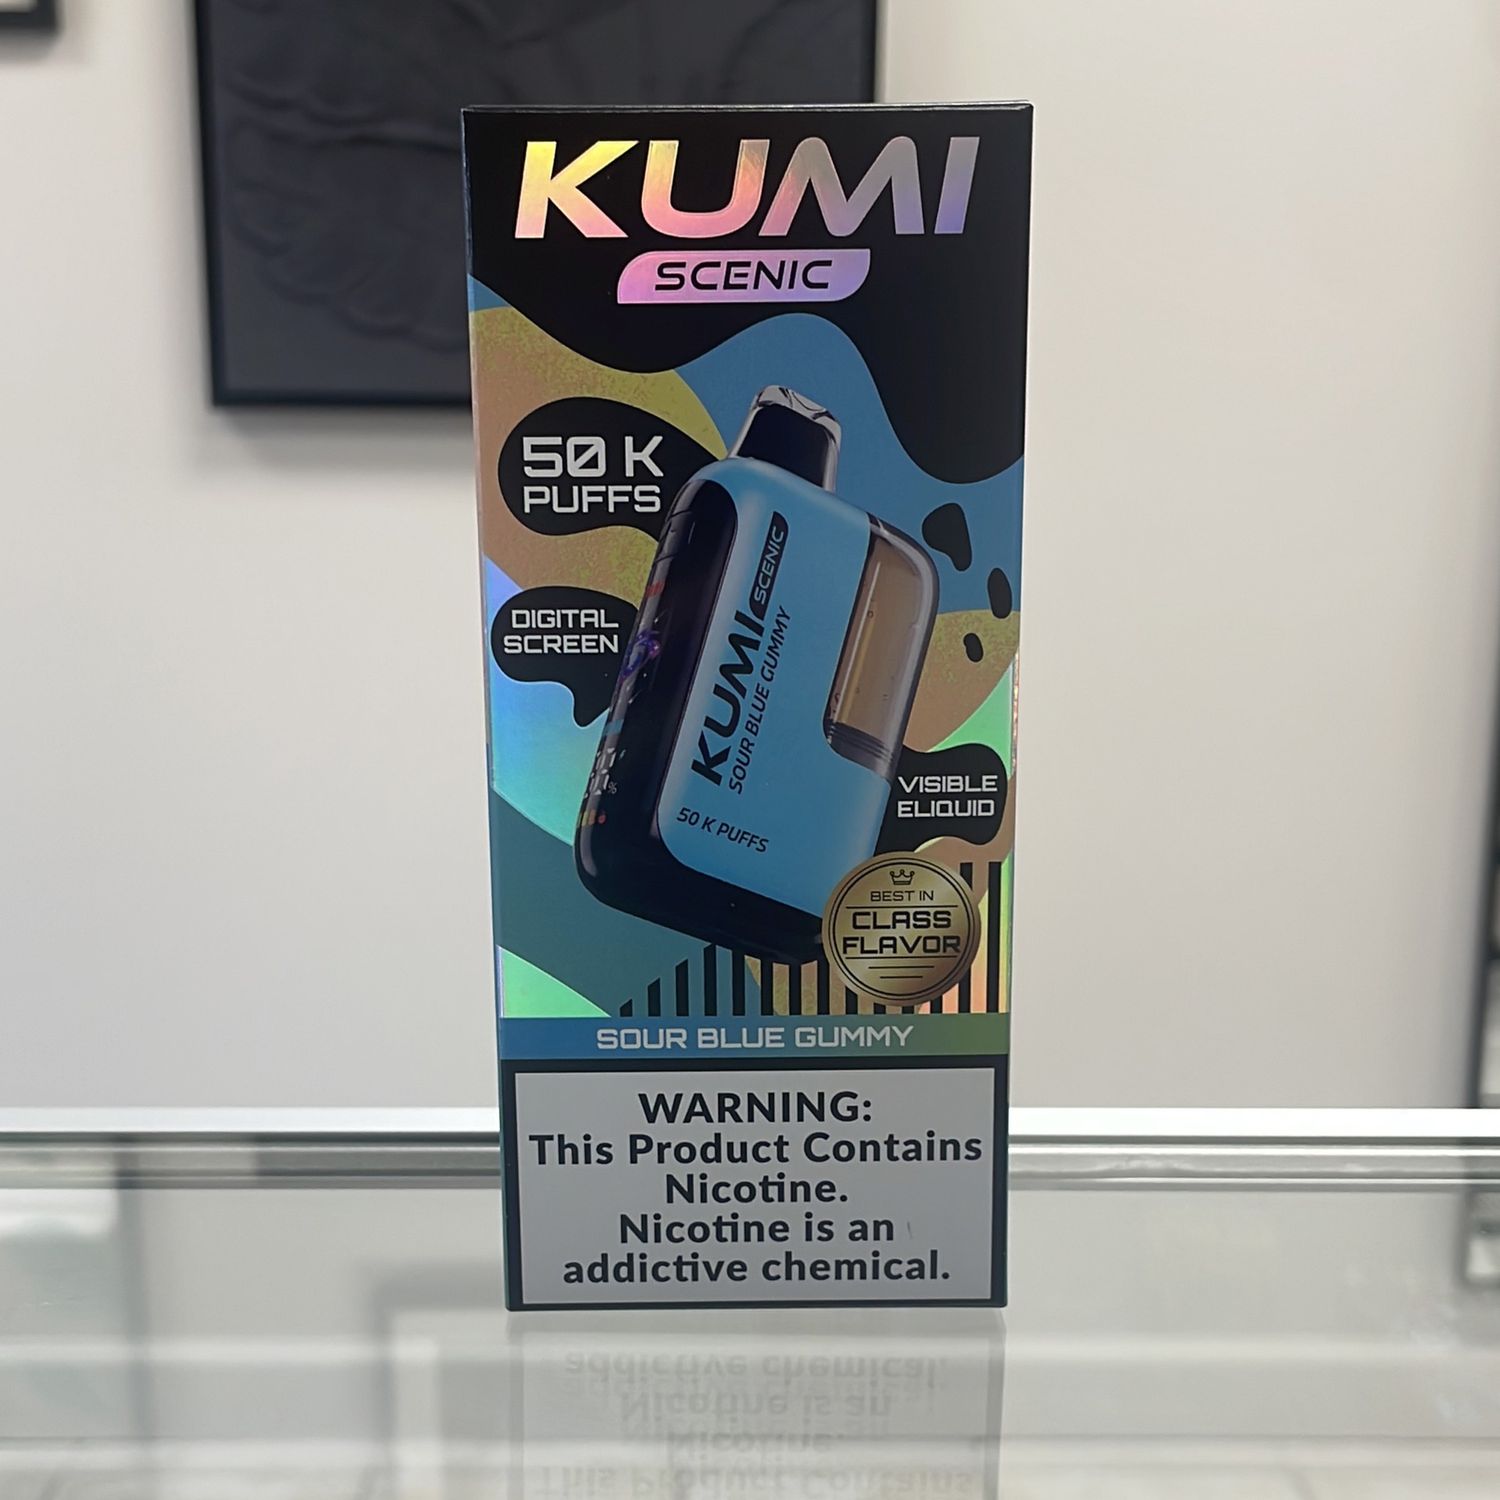 KUMI
SCENIC
50 K
PUFFS
DIGITAL
SCREEN
KUMI SCENIC
SOUR BLUE GUMMY
50 K PUFFS
VISIBLE
ELIQUID
BEST IN
CLASS
FLAVOR
SOUR BLUE GUMMY
WARNING:
This Product Contains
Nicotine.
Nicotine is an
addictive chemical.